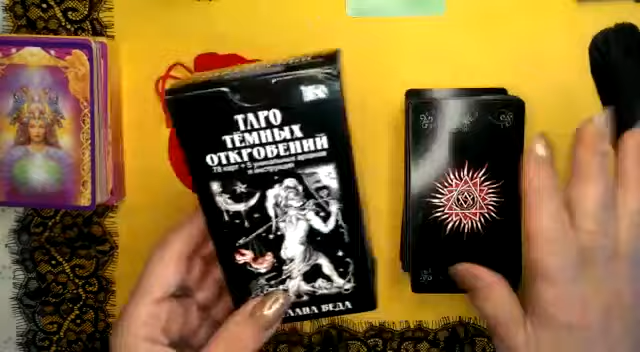 ТАРО
ТЁМНЫХ
ОТКРОВЕНИЙ
78 карт + 5 уникальных арканов
и инструкция
ВЕДА